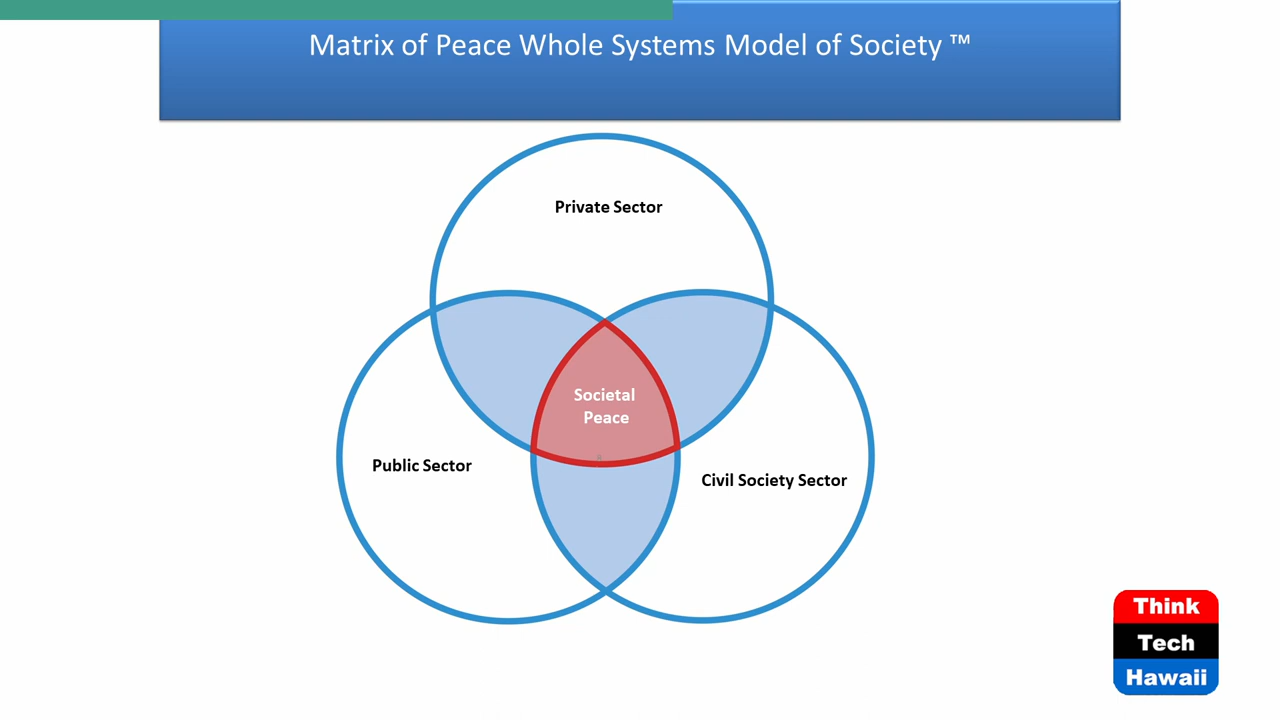 Matrix of Peace Whole Systems Model of Society ™
Private Sector
Societal
Peace
Public Sector
Civil Society Sector
Think
Tech
Hawaii